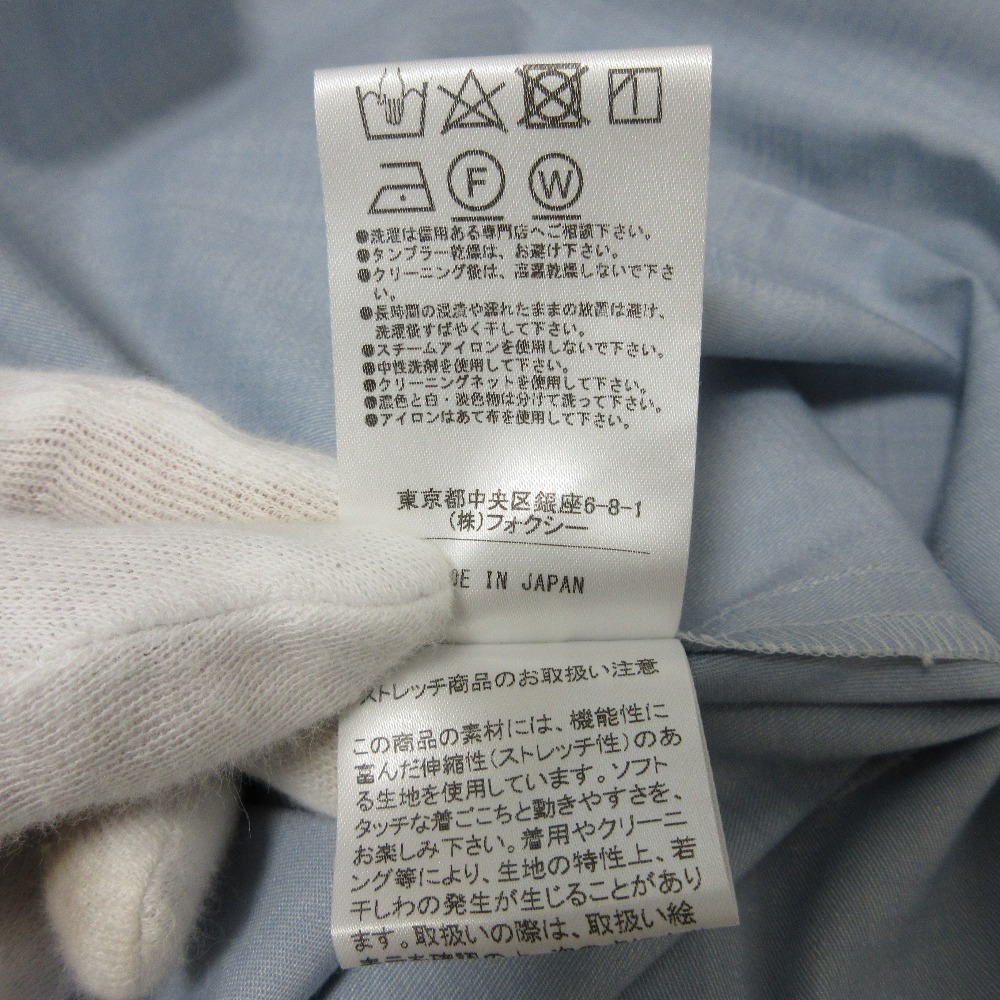 F W
●洗濯は信用ある専門店へご相談下さい。
●タンブラー乾燥は、お避け下さい。
●クリーニング後は、高温乾燥しないで下さ
い。
●長時間の浸漬や濡れたままの放置は避け、
洗濯後すばやく干して下さい。
●スチームアイロンを使用しないで下さい。
●中性洗剤を使用して下さい。
●クリーニングネットを使用して下さい。
●濃色と白・淡色物は分けて洗って下さい。
●アイロンはあて布を使用して下さい。
東京都中央区銀座6-8-1
(株)フォクシー
DE IN JAPAN
ストレッチ商品のお取扱い注意
この商品の素材には、機能性に
富んだ伸縮性(ストレッチ性)のあ
る生地を使用しています。ソフト
タッチな着ごこちと動きやすさを、
お楽しみ下さい。着用やクリーニ
ング等により、生地の特性上、若
干しわの発生が生じることがあり
ます。取扱いの際は、取扱い絵